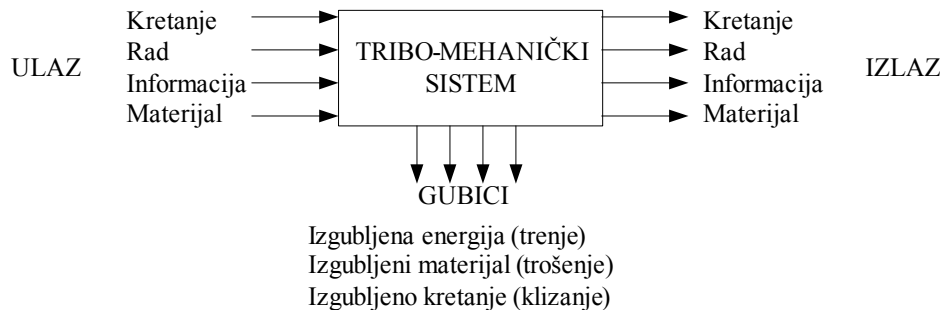 Kretanje
Rad
Informacija
Materijal
ULAZ
TRIBO-MEHANIČKI
SISTEM
Kretanje
Rad
Informacija
Materijal
IZLAZ
GUBICI
Izgubljena energija (trenje)
Izgubljeni materijal (trošenje)
Izgubljeno kretanje (klizanje)